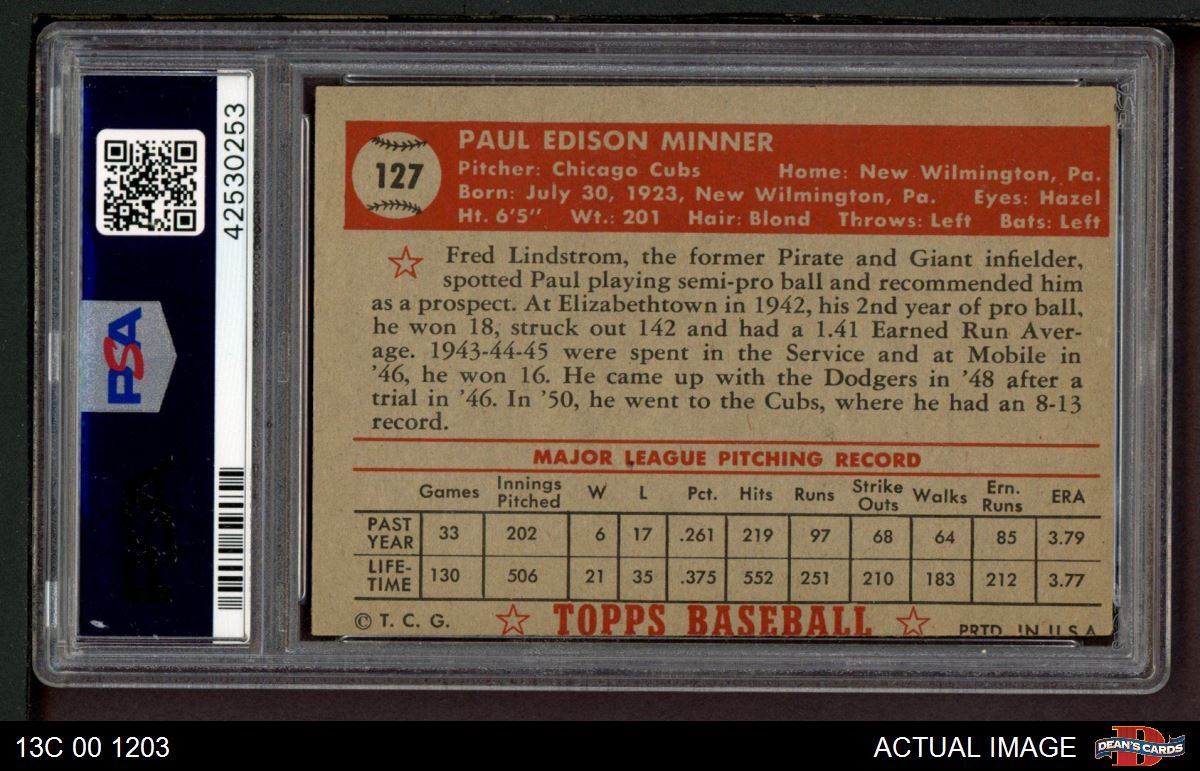 42530253
PSA
127
PAUL EDISON MINNER
Pitcher: Chicago Cubs Home: New Wilmington, Pa.
Born: July 30, 1923, New Wilmington, Pa. Eyes: Hazel
Ht. 6'5" Wt.: 201 Hair: Blond Throws: Left Bats: Left
Fred Lindstrom, the former Pirate and Giant infielder,
spotted Paul playing semi-pro ball and recommended him
as a prospect. At Elizabethtown in 1942, his 2nd year of pro ball,
he won 18, struck out 142 and had a 1.41 Earned Run Aver-
age. 1943-44-45 were spent in the Service and at Mobile in
'46, he won 16. He came up with the Dodgers in '48 after a
trial in '46. In '50, he went to the Cubs, where he had an 8-13
record.
MAJOR LEAGUE PITCHING RECORD
Games Innings Pitched W L Pct. Hits Runs Strike Outs Walks Ern. Runs ERA
PAST YEAR 33 202 6 17 .261 219 97 68 64 85 3.79
LIFE-TIME 130 506 21 35 .375 552 251 210 183 212 3.77
© T. C. G. TOPPS BASEBALL PRTD. IN U.S.A.
13C 00 1203
ACTUAL IMAGE
DEAN'S CARDS